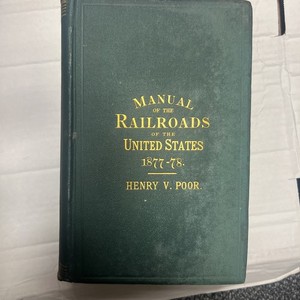 MANUAL
OF THE
RAILROADS
OF THE
UNITED STATES
1877-78.
HENRY V. POOR.